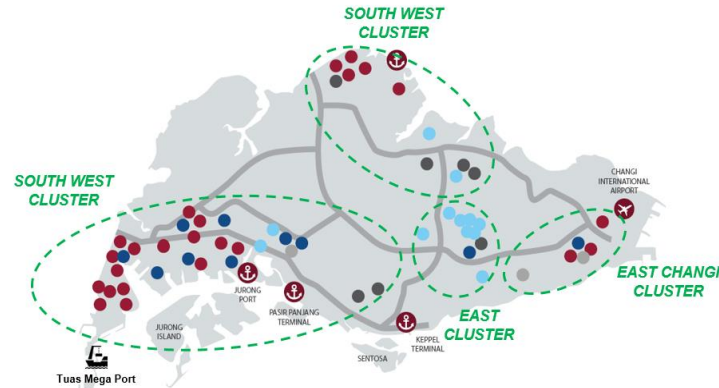 SOUTH WEST
CLUSTER
SOUTH WEST
CLUSTER
CHANGI
INTERNATIONAL
AIRPORT
EAST CHANGI
CLUSTER
EAST
CLUSTER
JURONG
PORT
PASIR PANJANG
TERMINAL
JURONG
ISLAND
KEPPEL
TERMINAL
SENTOSA
Tuas Mega Port